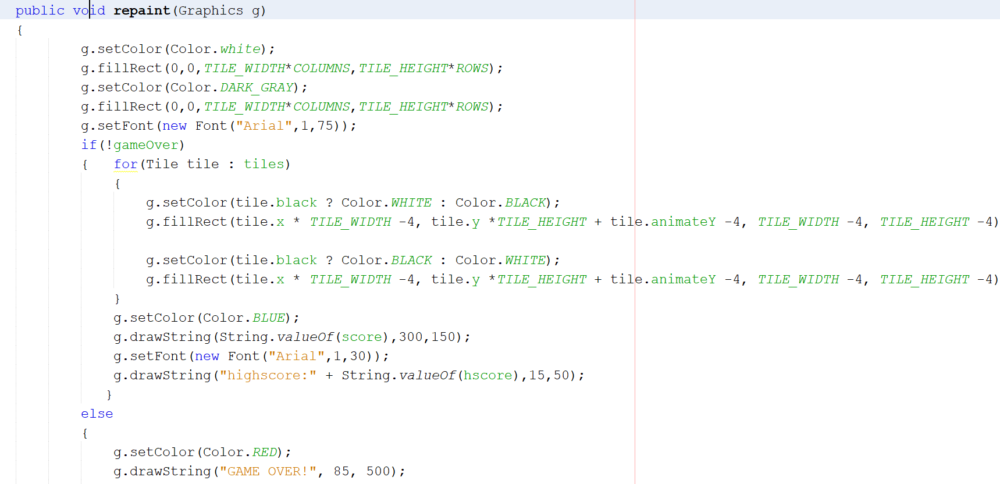 public void repaint(Graphics g)
{
g.setColor(Color.white);
g.fillRect(0,0,TILE_WIDTH*COLUMNS,TILE_HEIGHT*ROWS);
g.setColor(Color.DARK_GRAY);
g.fillRect(0,0,TILE_WIDTH*COLUMNS,TILE_HEIGHT*ROWS);
g.setFont(new Font("Arial",1,75));
if(!gameOver)
{ for(Tile tile : tiles)
{
g.setColor(tile.black ? Color.WHITE : Color.BLACK);
g.fillRect(tile.x * TILE_WIDTH -4, tile.y *TILE_HEIGHT + tile.animateY -4, TILE_WIDTH -4, TILE_HEIGHT -4)
g.setColor(tile.black ? Color.BLACK : Color.WHITE);
g.fillRect(tile.x * TILE_WIDTH -4, tile.y *TILE_HEIGHT + tile.animateY -4, TILE_WIDTH -4, TILE_HEIGHT -4)
}
g.setColor(Color.BLUE);
g.drawString(String.valueOf(score),300,150);
g.setFont(new Font("Arial",1,30));
g.drawString("highscore:" + String.valueOf(hscore),15,50);
}
else
{
g.setColor(Color.RED);
g.drawString("GAME OVER!", 85, 500);